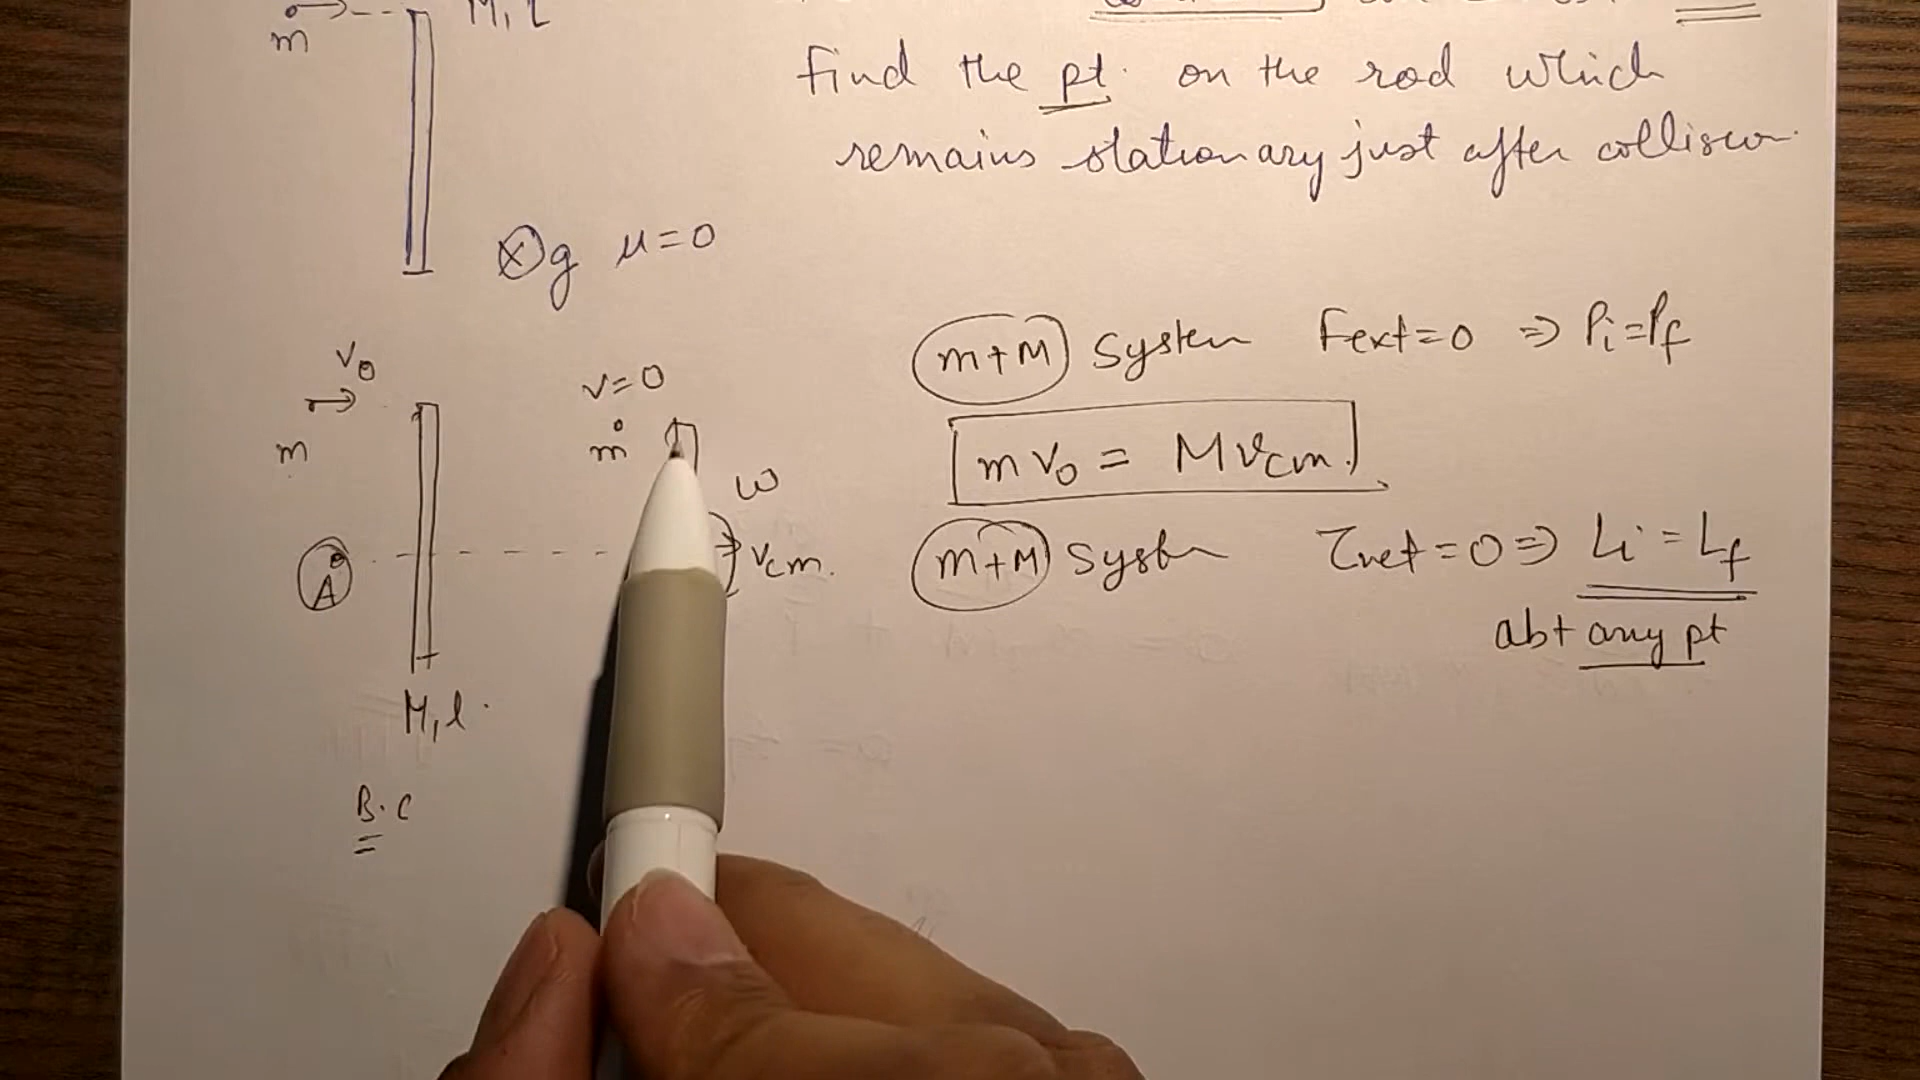 m M, L
find the pt. on the rod which
remains stationary just after collision.
⊗g μ=0
m+M System Fext=0 ⇒ Pi=Pf
v0 v=0
m m
mv0 = Mvcm
ω
A vcm.
m+M System τnet=0 ⇒ Li=Lf
abt any pt
M,l.
B.C